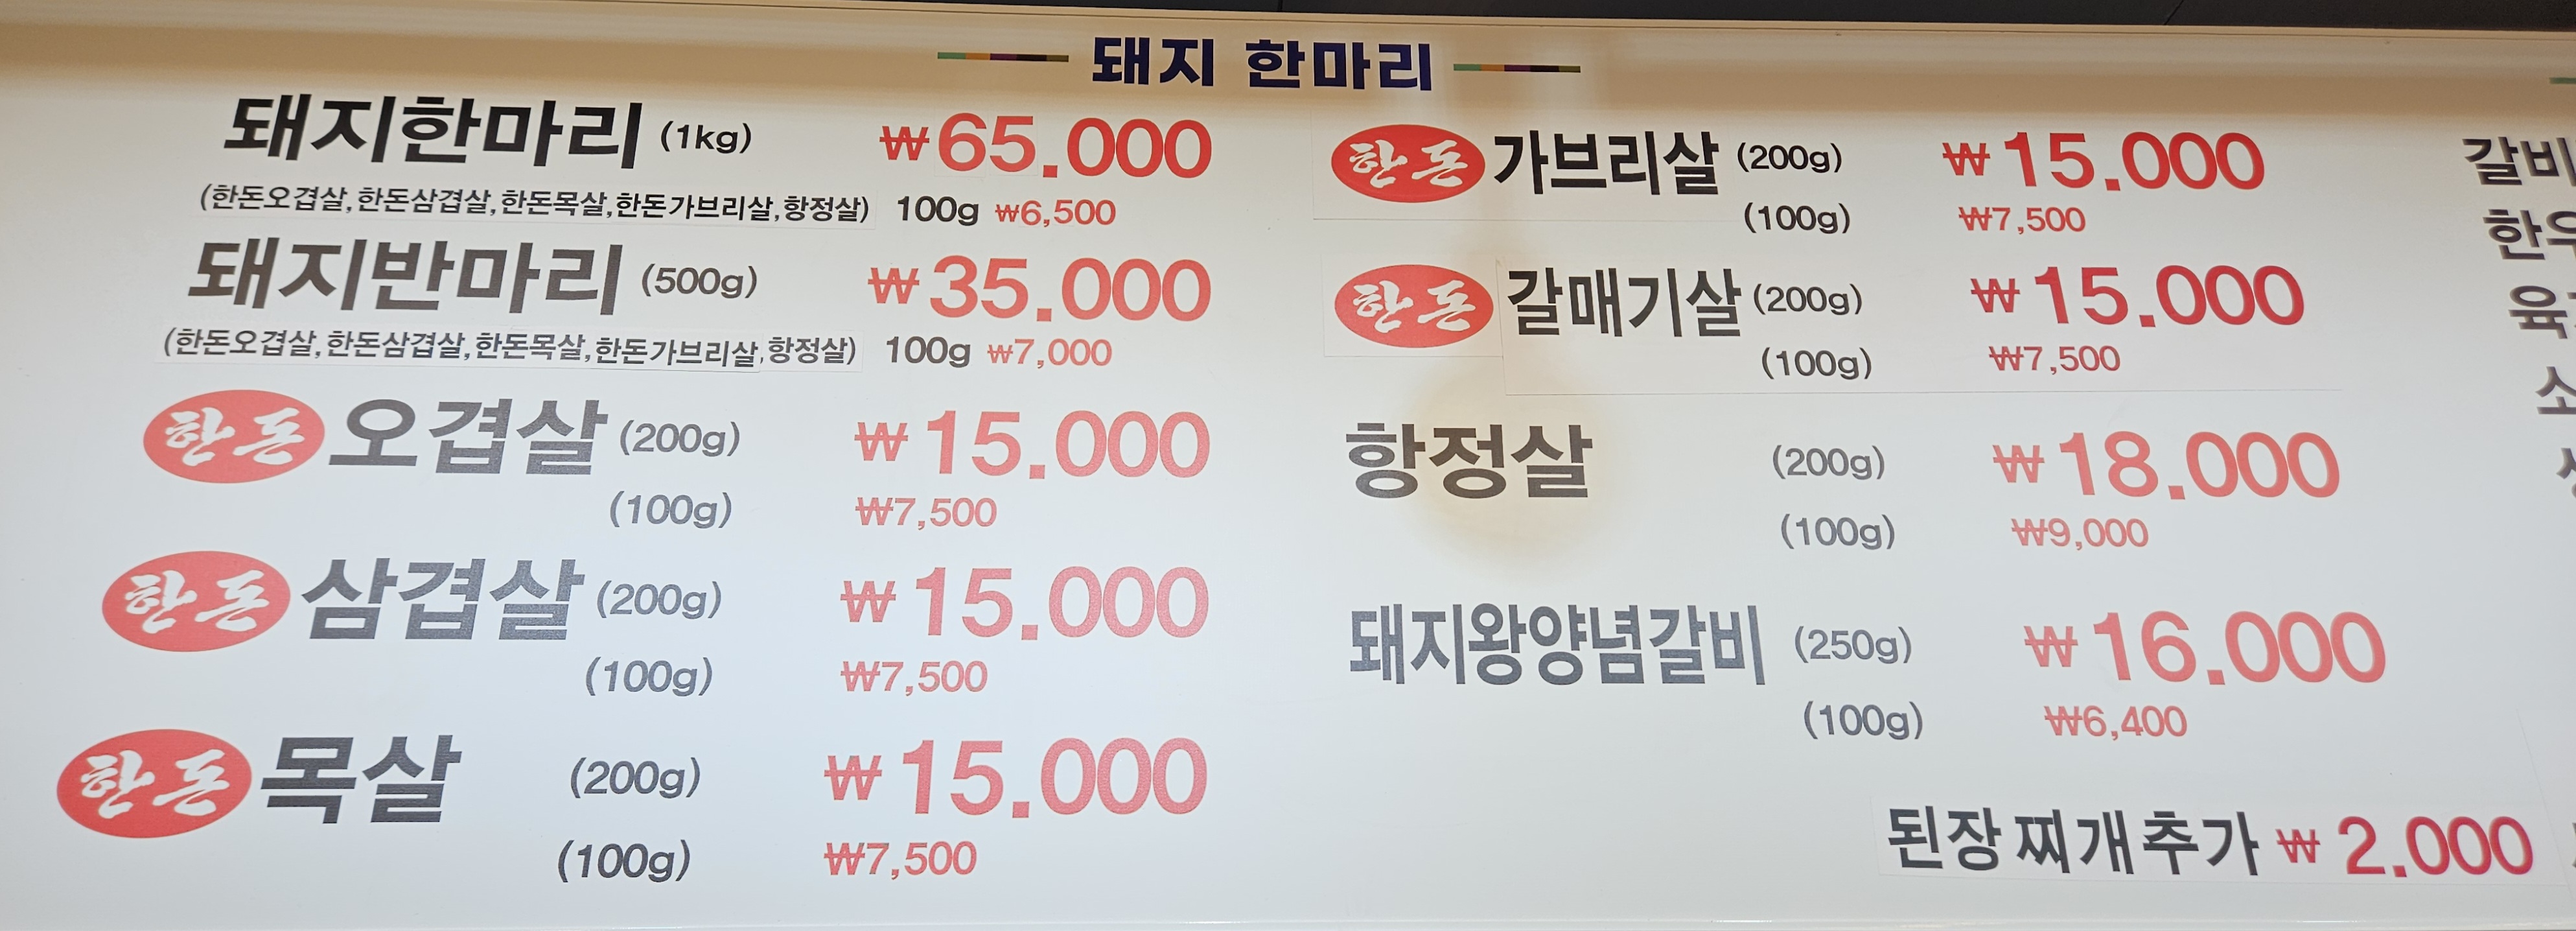 돼지 한마리
돼지한마리 (1kg) ₩65.000
(한돈오겹살,한돈삼겹살,한돈목살,한돈가브리살,항정살) 100g ₩6,500
돼지반마리 (500g) ₩35.000
(한돈오겹살,한돈삼겹살,한돈목살,한돈가브리살,항정살) 100g ₩7,000
한돈 오겹살 (200g) ₩15.000
(100g) ₩7,500
한돈 삼겹살 (200g) ₩15.000
(100g) ₩7,500
한돈 목살 (200g) ₩15.000
(100g) ₩7,500
한돈 가브리살 (200g) ₩15.000
(100g) ₩7,500
한돈 갈매기살 (200g) ₩15.000
(100g) ₩7,500
항정살 (200g) ₩18.000
(100g) ₩9,000
돼지왕양념갈비 (250g) ₩16.000
(100g) ₩6,400
된장찌개추가 ₩2.000
갈비